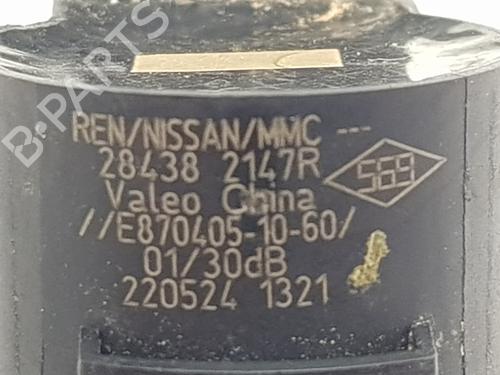 B-PARTS
REN/NISSAN/MMC ---
28438 2147R
S69
Valeo China
//E870405-10-60/
01/30dB
220524 1321